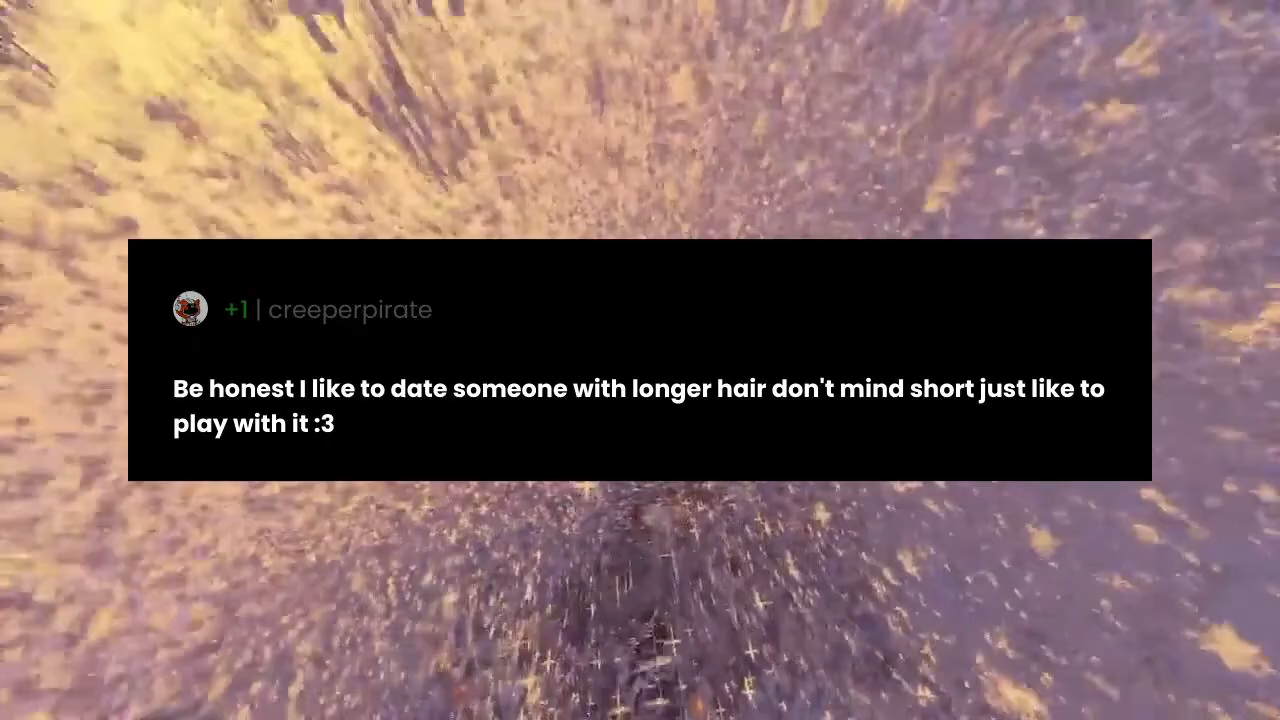 +1 | creeperpirate
Be honest I like to date someone with longer hair don't mind short just like to
play with it :3